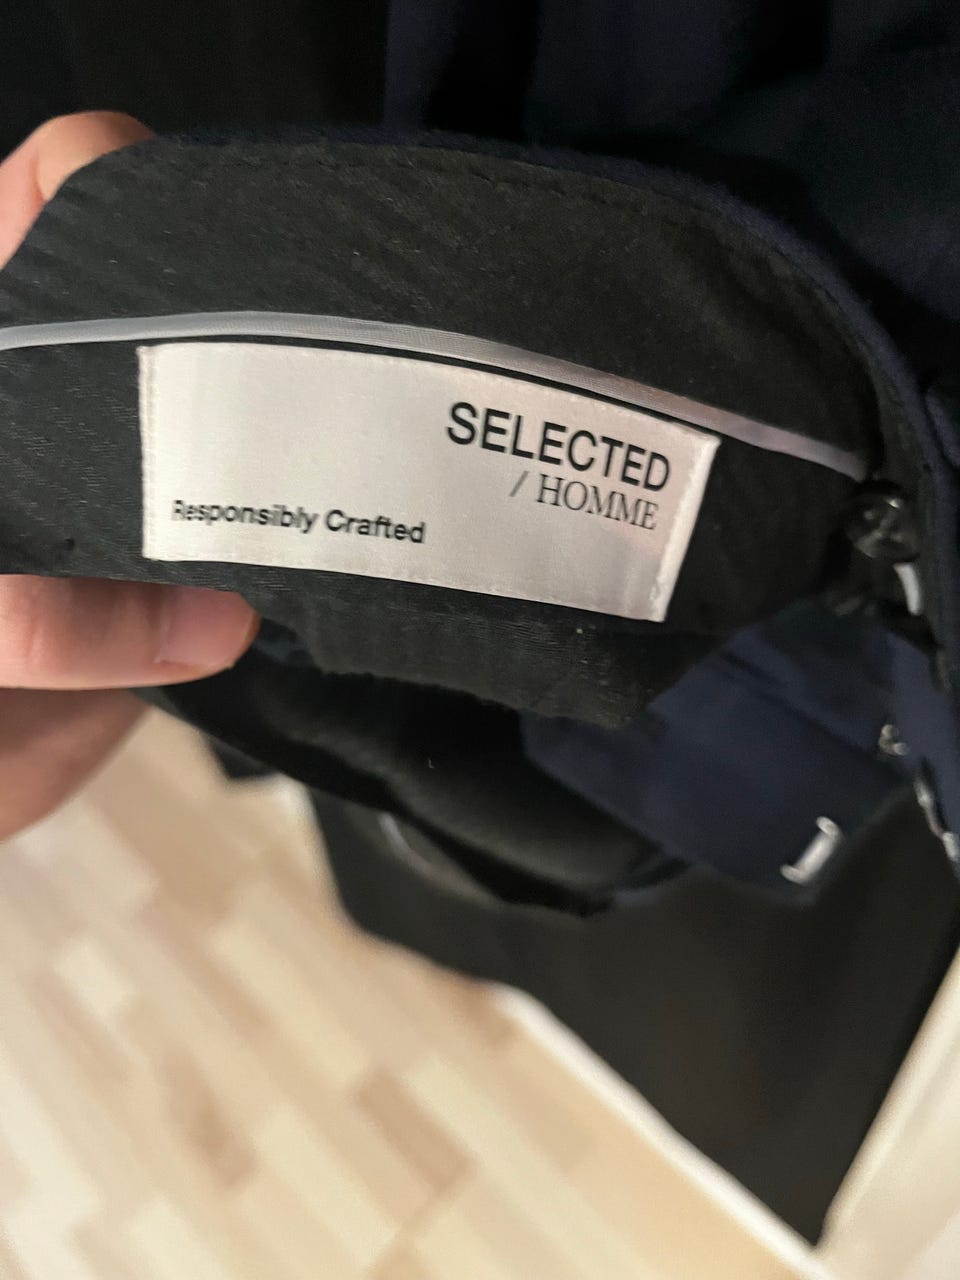 SELECTED
/ HOMME
Responsibly Crafted